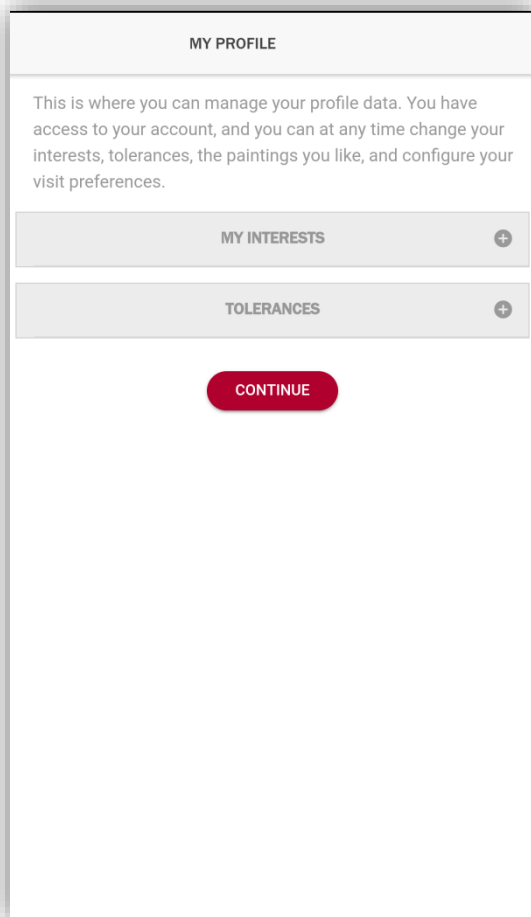 MY PROFILE
This is where you can manage your profile data. You have
access to your account, and you can at any time change your
interests, tolerances, the paintings you like, and configure your
visit preferences.
MY INTERESTS
TOLERANCES
CONTINUE